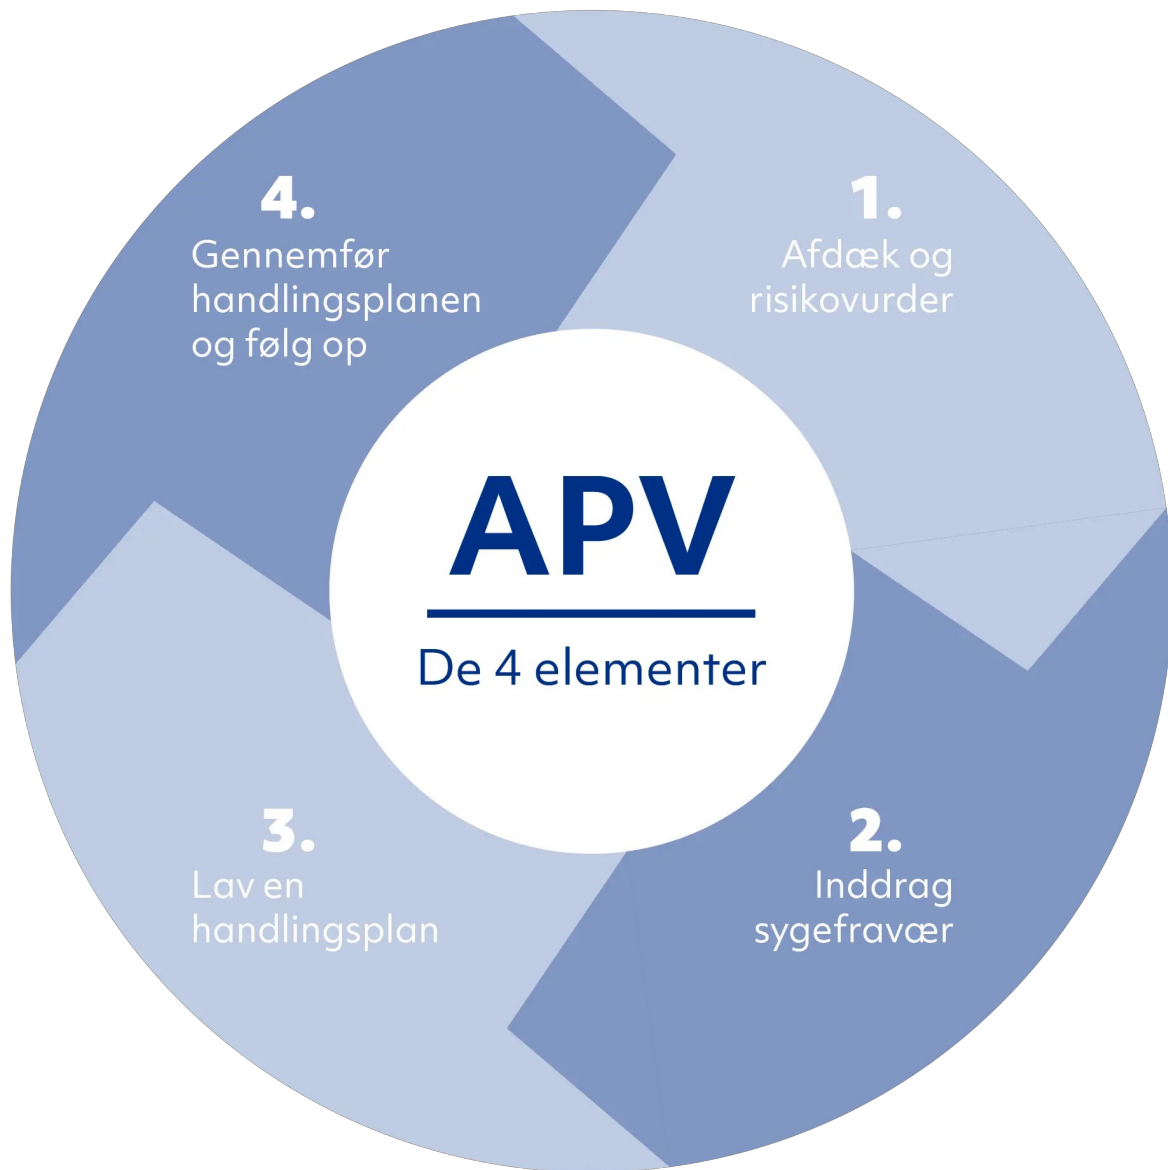 APV
De 4 elementer
1.
Afdæk og
risikovurder
2.
Inddrag
sygefravær
3.
Lav en
handlingsplan
4.
Gennemfør
handlingsplanen
og følg op